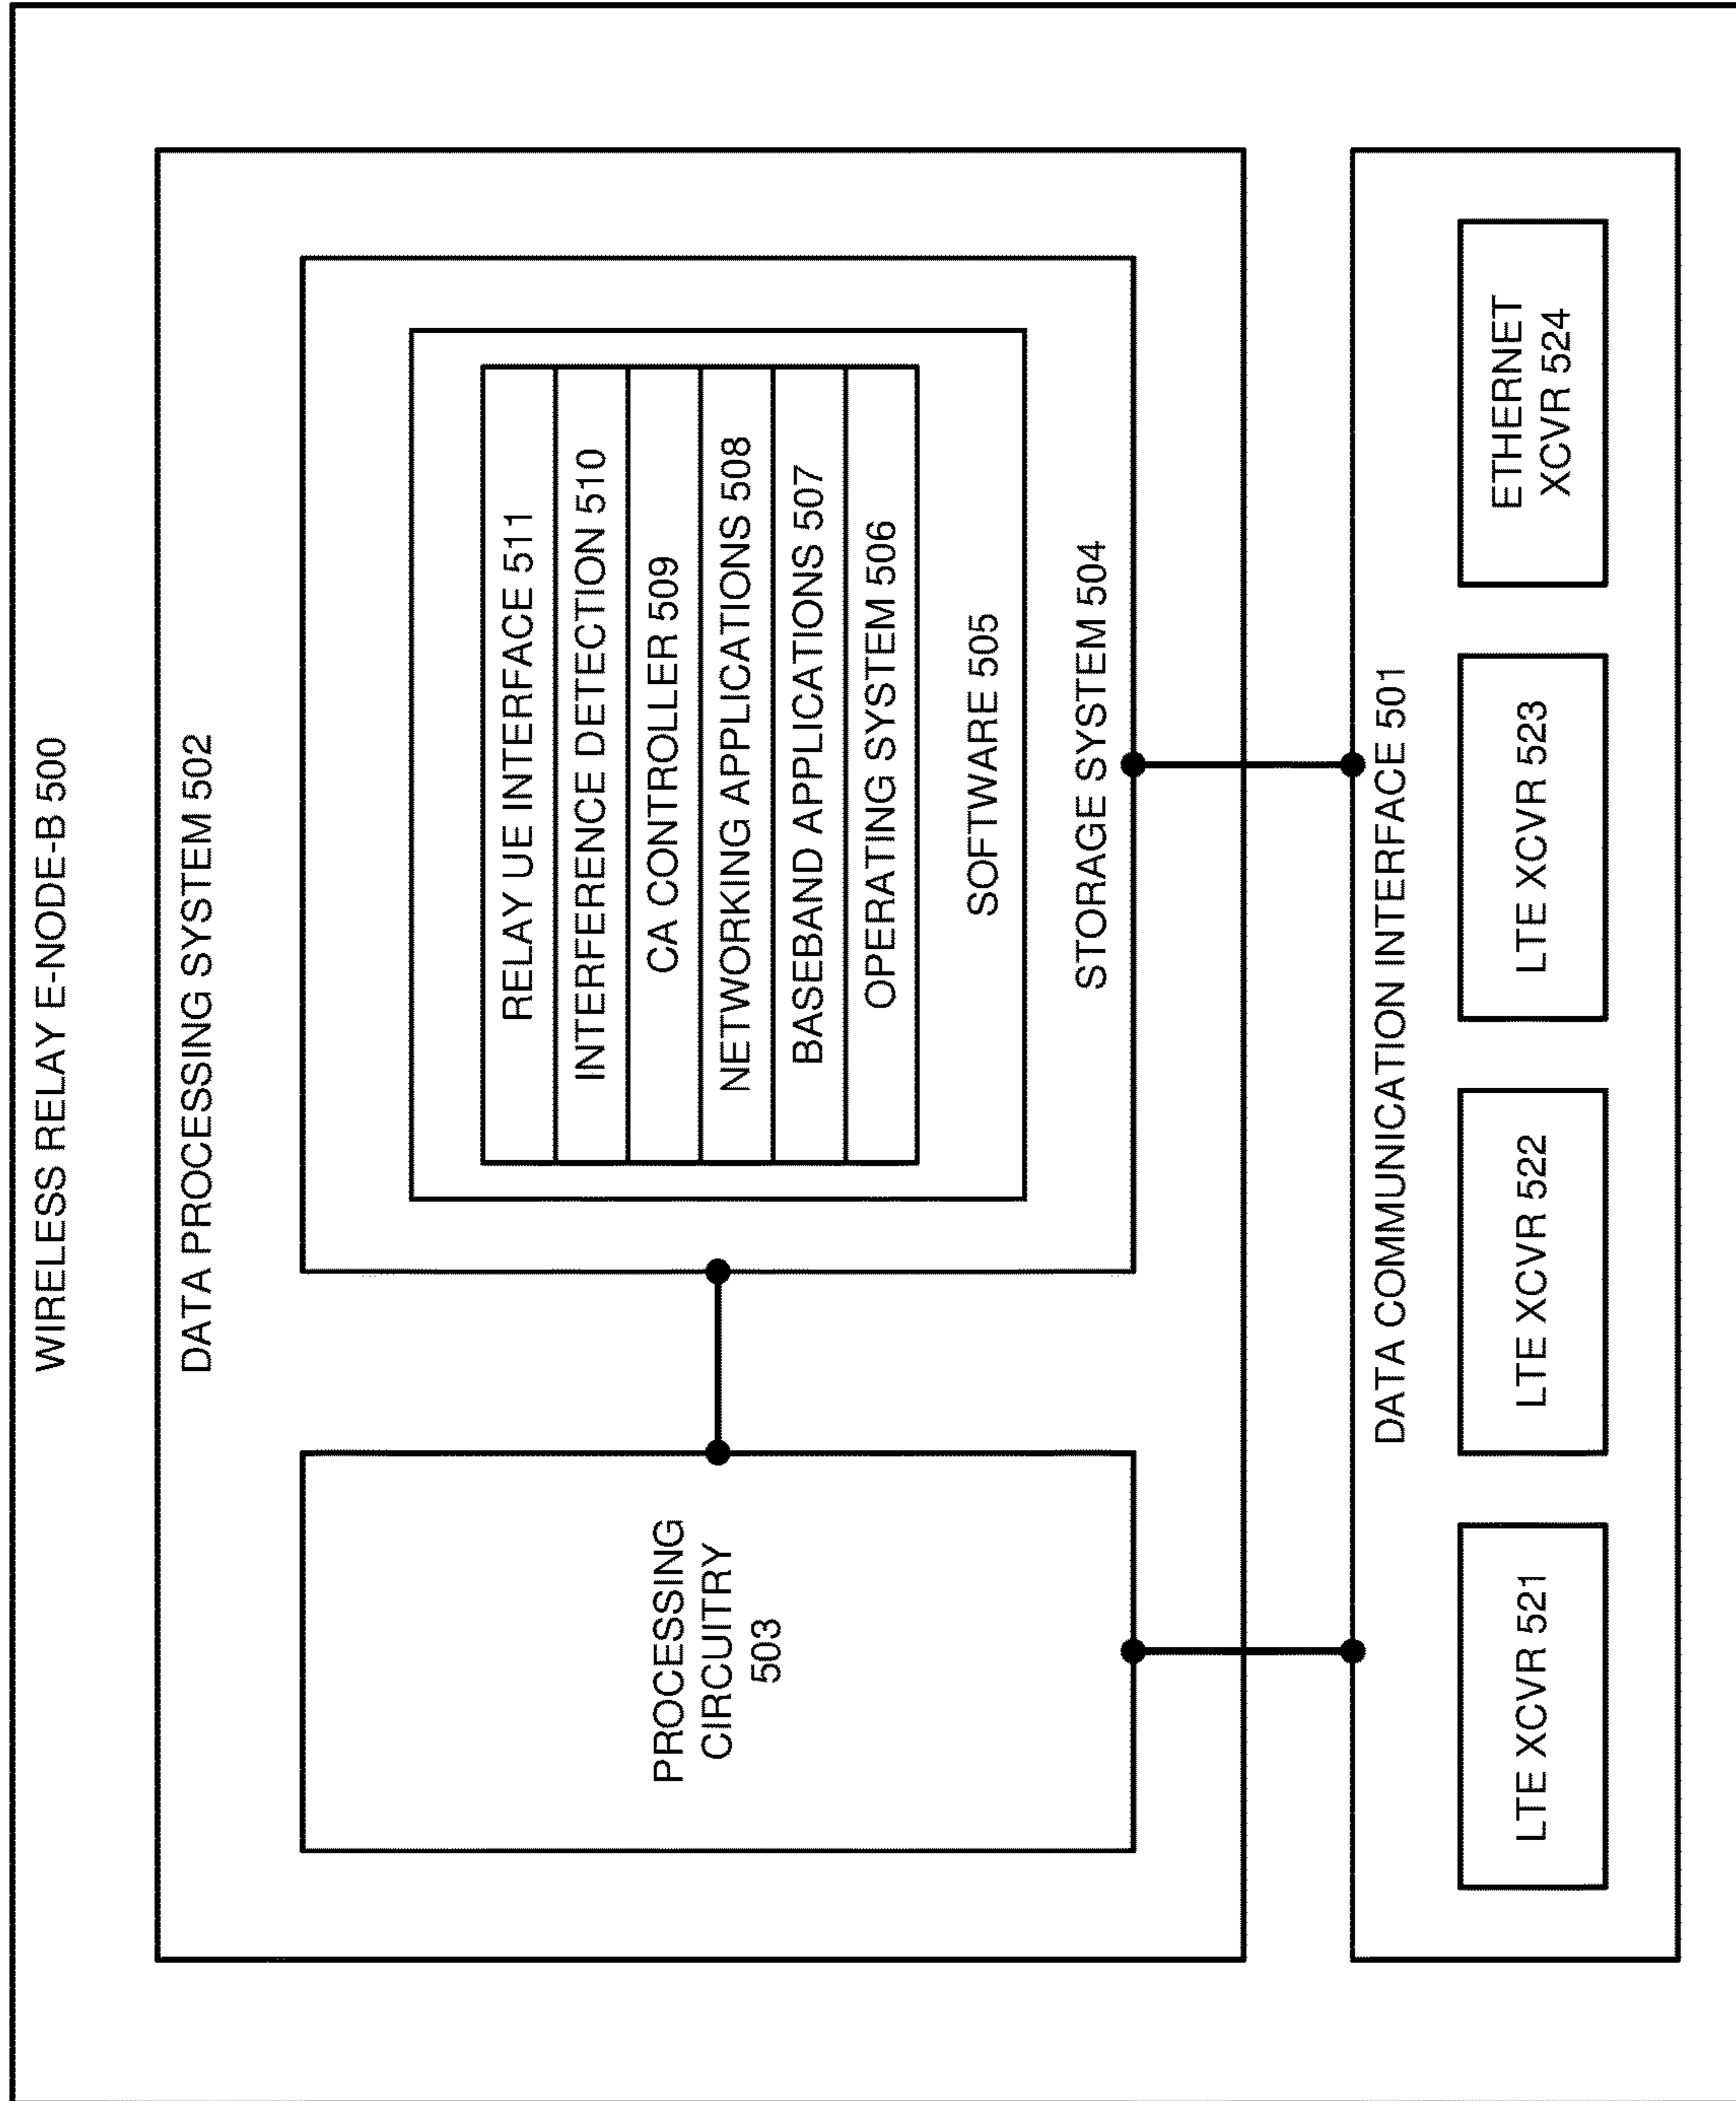 WIRELESS RELAY E-NODE-B 500
DATA PROCESSING SYSTEM 502
PROCESSING
CIRCUITRY
503
RELAY UE INTERFACE 511
INTERFERENCE DETECTION 510
CA CONTROLLER 509
NETWORKING APPLICATIONS 508
BASEBAND APPLICATIONS 507
OPERATING SYSTEM 506
SOFTWARE 505
STORAGE SYSTEM 504
DATA COMMUNICATION INTERFACE 501
LTE XCVR 521
LTE XCVR 522
LTE XCVR 523
ETHERNET
XCVR 524